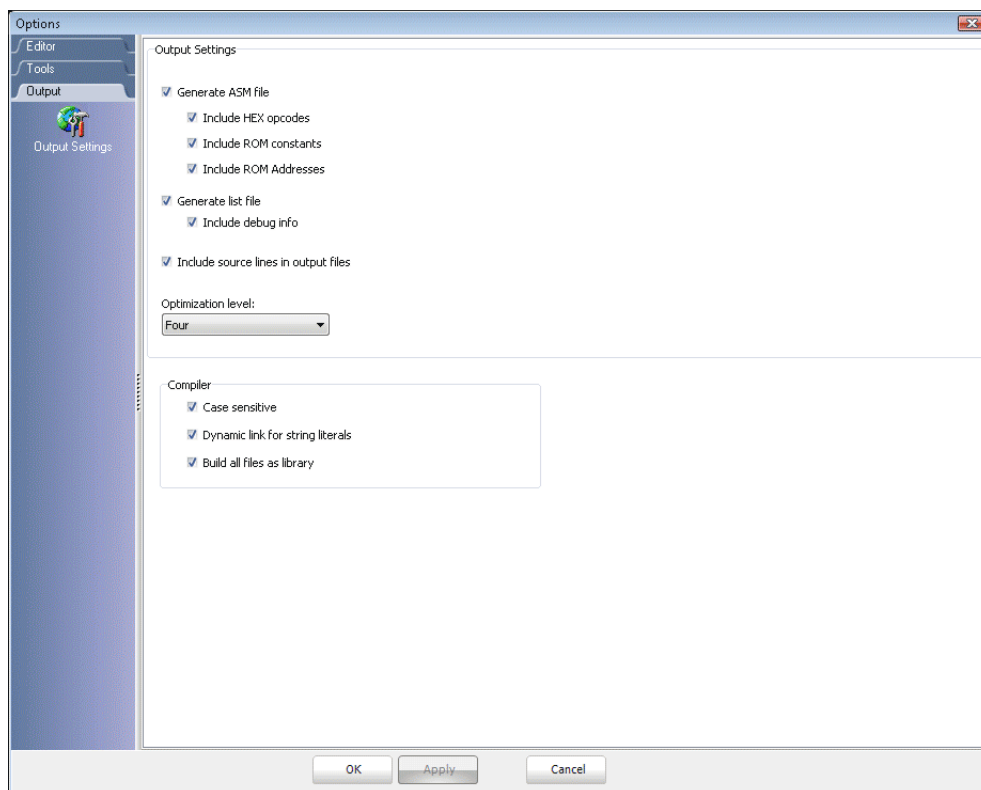 Options
Editor
Tools
Output
Output Settings
Output Settings
Generate ASM file
Include HEX opcodes
Include ROM constants
Include ROM Addresses
Generate list file
Include debug info
Include source lines in output files
Optimization level:
Four
Compiler
Case sensitive
Dynamic link for string literals
Build all files as library
OK Apply Cancel